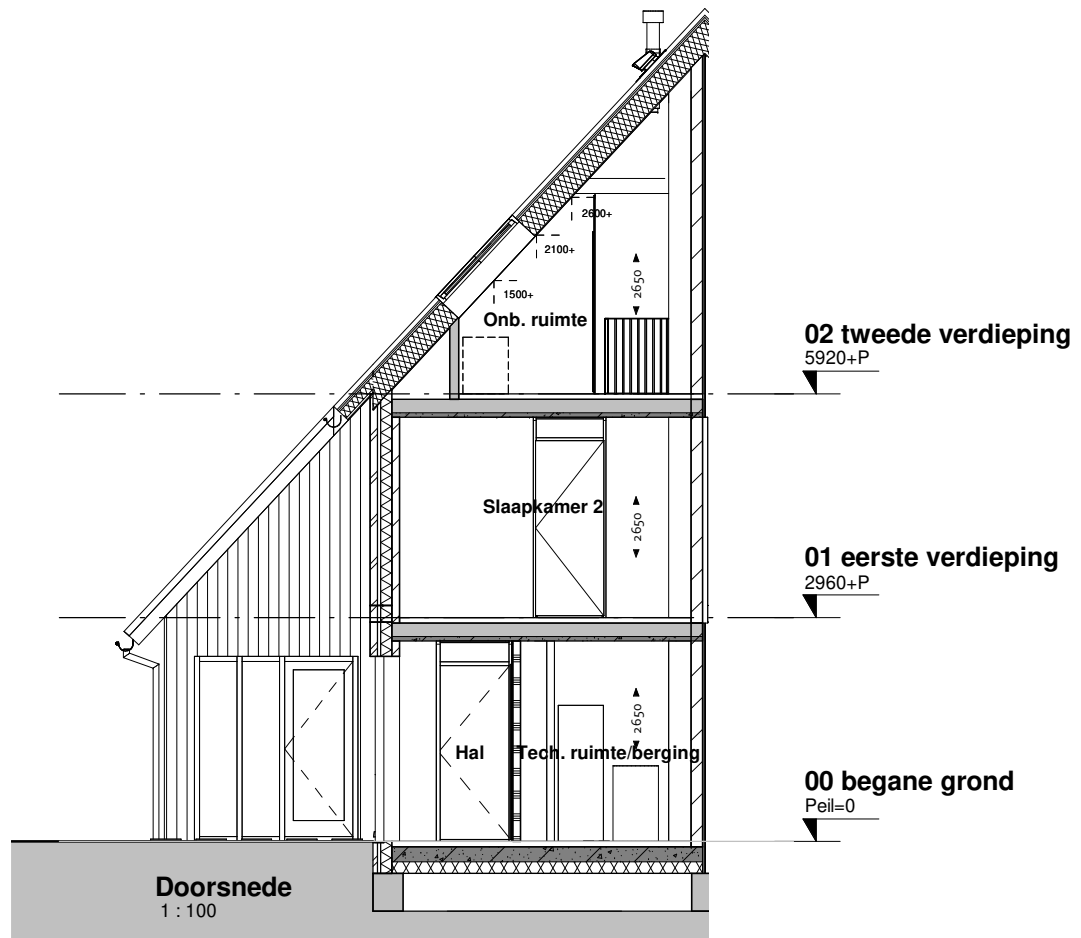 2600+
2100+
2650
1500+
Onb. ruimte
02 tweede verdieping
5920+P
Slaapkamer 2
2650
01 eerste verdieping
2960+P
2650
Hal
Tech. ruimte/berging
00 begane grond
Peil=0
Doorsnede
1 : 100